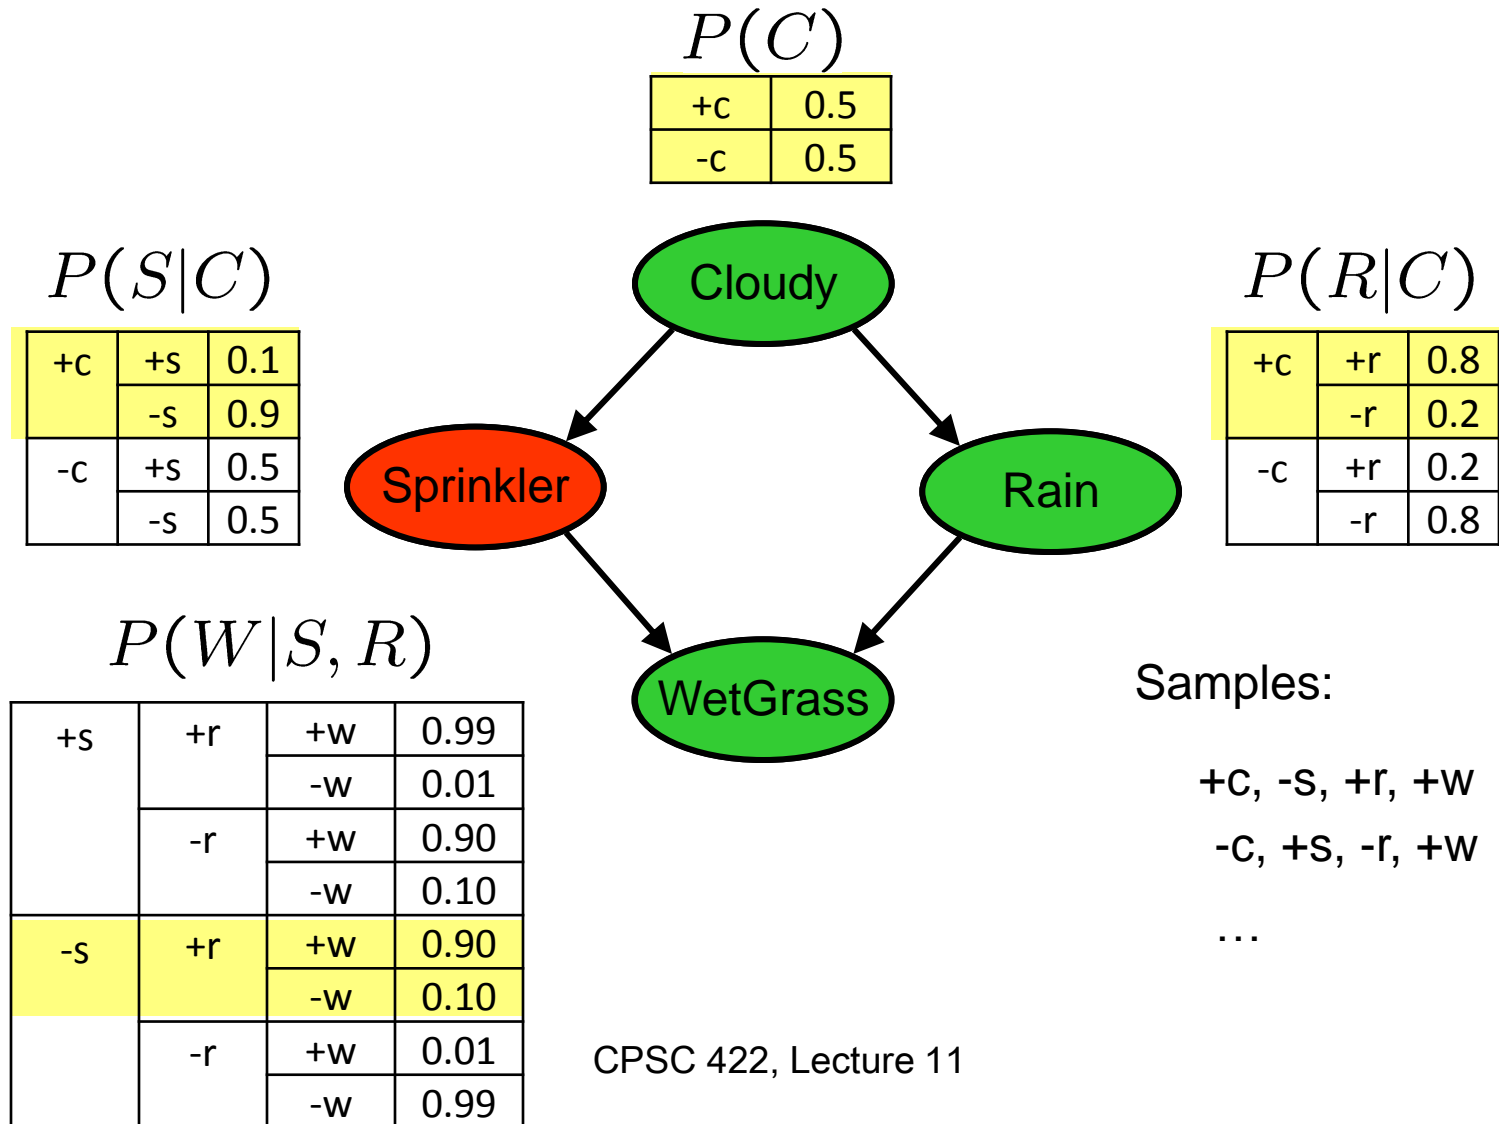 P(C)
+c 0.5
-c 0.5
Cloudy
P(S|C)
+c +s 0.1
-s 0.9
-c +s 0.5
-s 0.5
P(R|C)
+c +r 0.8
-r 0.2
-c +r 0.2
-r 0.8
Sprinkler
Rain
P(W|S, R)
+s +r +w 0.99
-w 0.01
-r +w 0.90
-w 0.10
-s +r +w 0.90
-w 0.10
-r +w 0.01
-w 0.99
WetGrass
Samples:
+c, -s, +r, +w
-c, +s, -r, +w
…
CPSC 422, Lecture 11